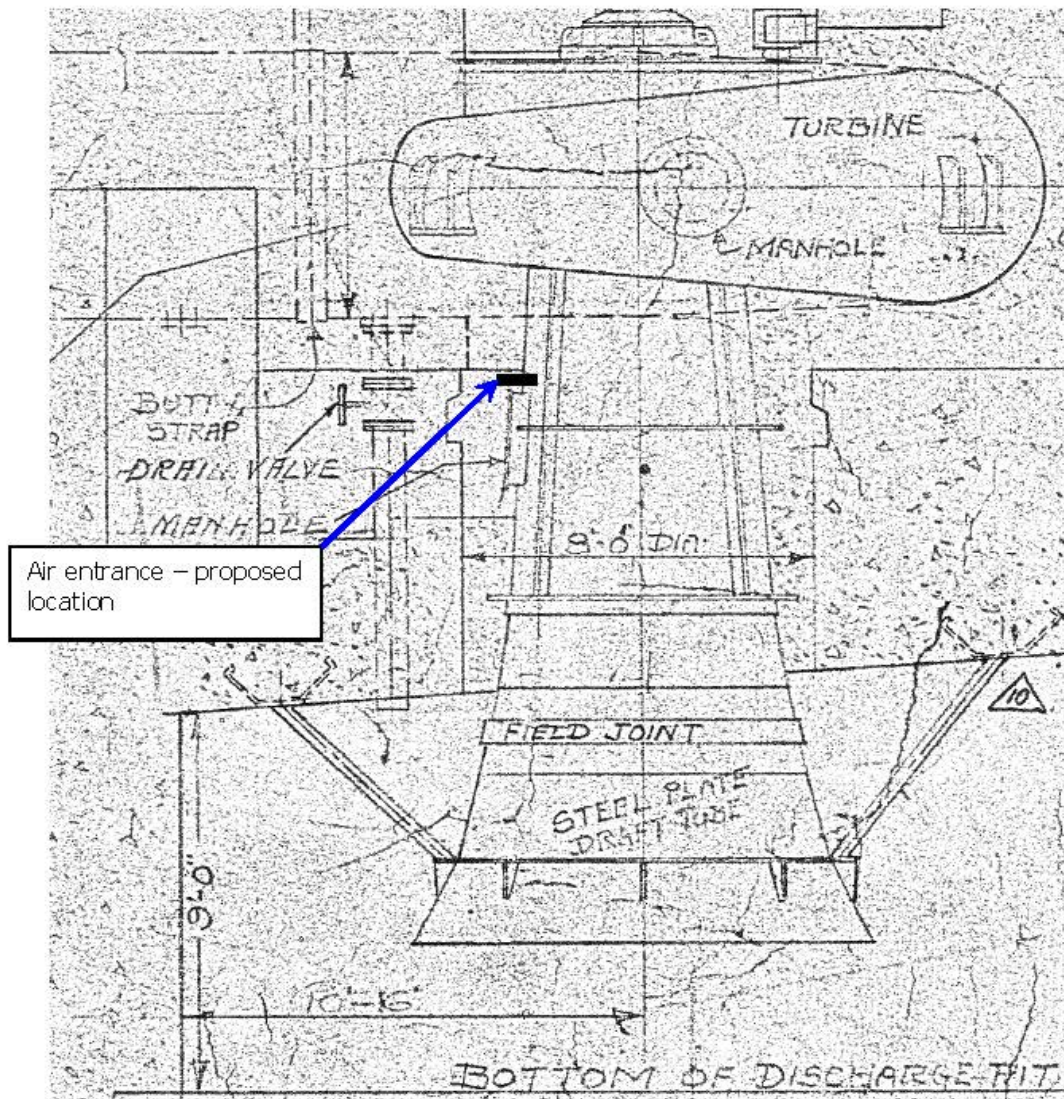 TURBINE
MANHOLE
BUTT
STRAP
DRAIN VALVE
MANHOLE
8'-6" DIA.
Air entrance – proposed
location
10
FIELD JOINT
STEEL PLATE
DRAFT TUBE
9'-0"
BOTTOM OF DISCHARGE PIT